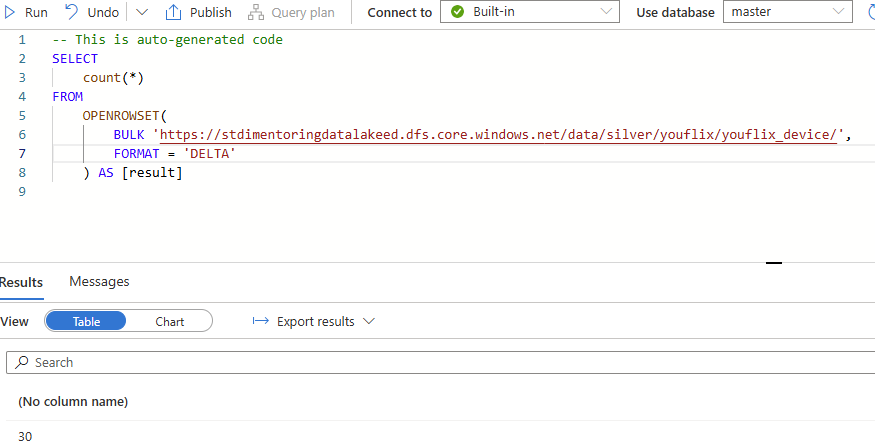 Run Undo Publish Query plan Connect to Built-in Use database master
1 -- This is auto-generated code
2 SELECT
3 count(*)
4 FROM
5 OPENROWSET(
6 BULK 'https://stdimentoringdatalakeed.dfs.core.windows.net/data/silver/youflix/youflix_device/',
7 FORMAT = 'DELTA'
8 ) AS [result]
9
Results Messages
View Table Chart Export results
Search
(No column name)
30